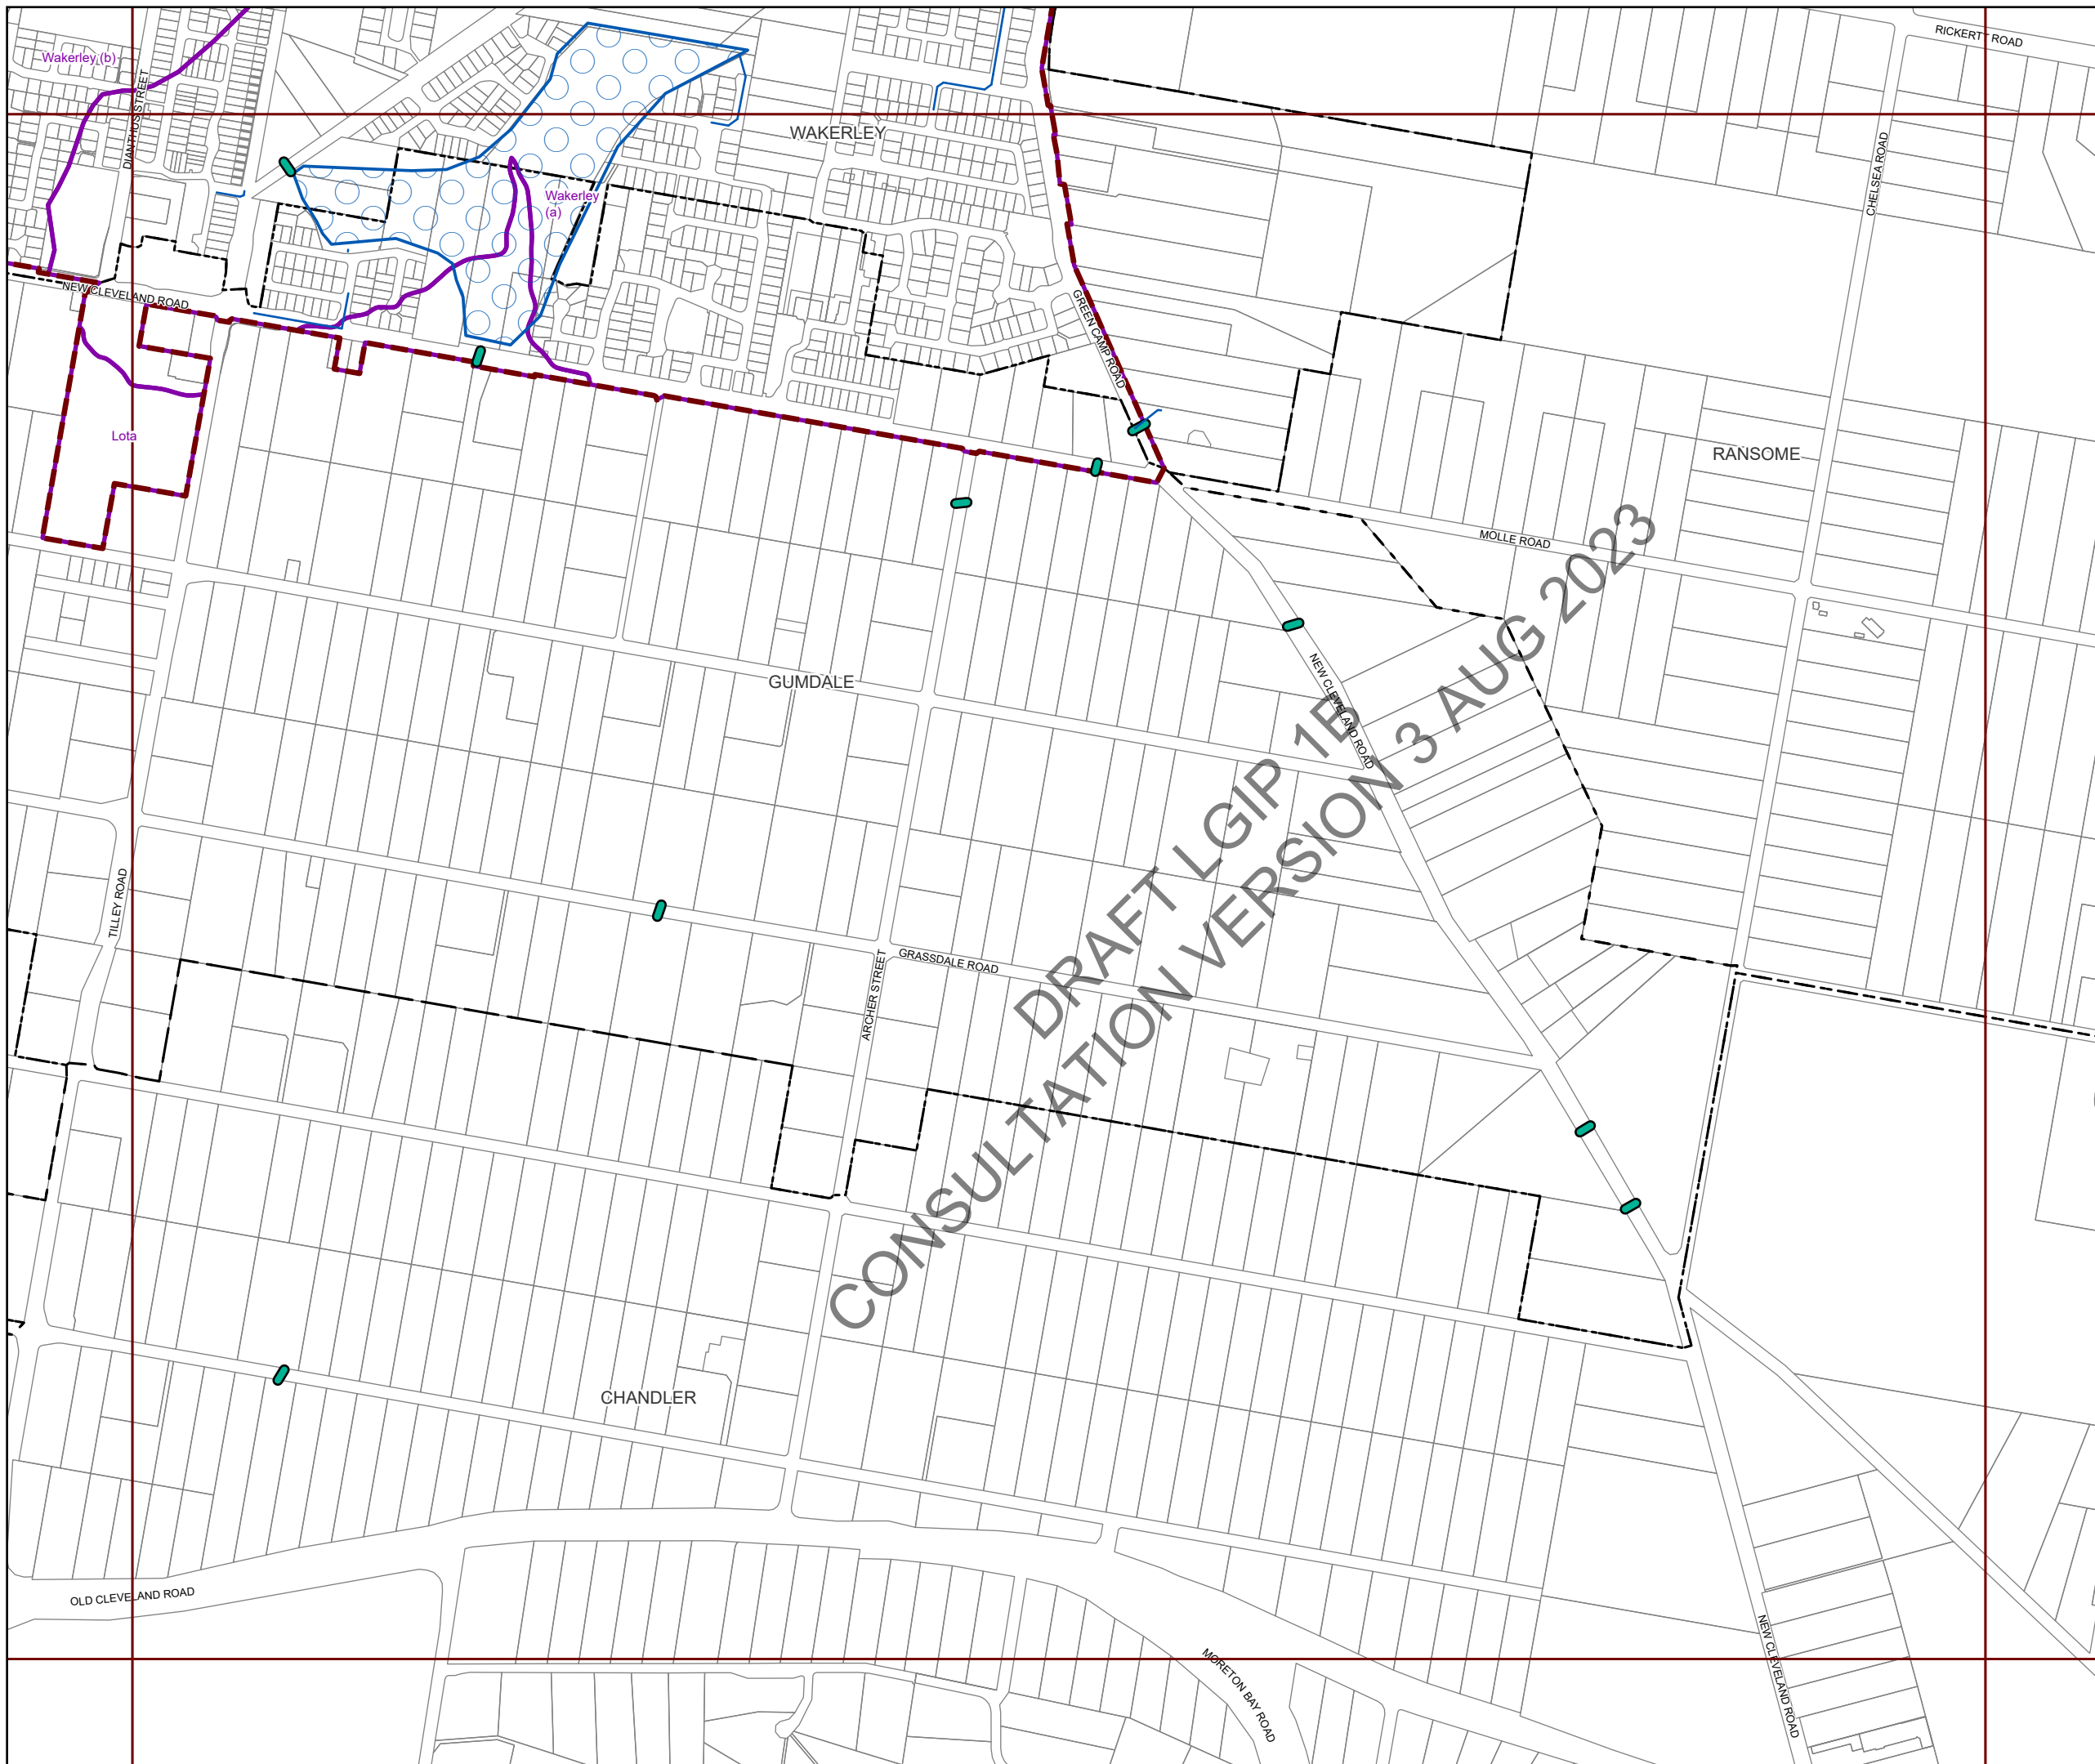 RICKERTT ROAD
Wakerley (b)
DIANTHUS STREET
WAKERLEY
CHELSEA ROAD
Wakerley
(a)
NEW CLEVELAND ROAD
GREEN CAMP ROAD
Lota
RANSOME
MOLLE ROAD
GUMDALE
NEW CLEVELAND ROAD
DRAFT LGIP 1B
CONSULTATION VERSION 3 AUG 2023
TILLEY ROAD
GRASSDALE ROAD
ARCHER STREET
CHANDLER
OLD CLEVELAND ROAD
MORETON BAY ROAD
NEW CLEVELAND ROAD